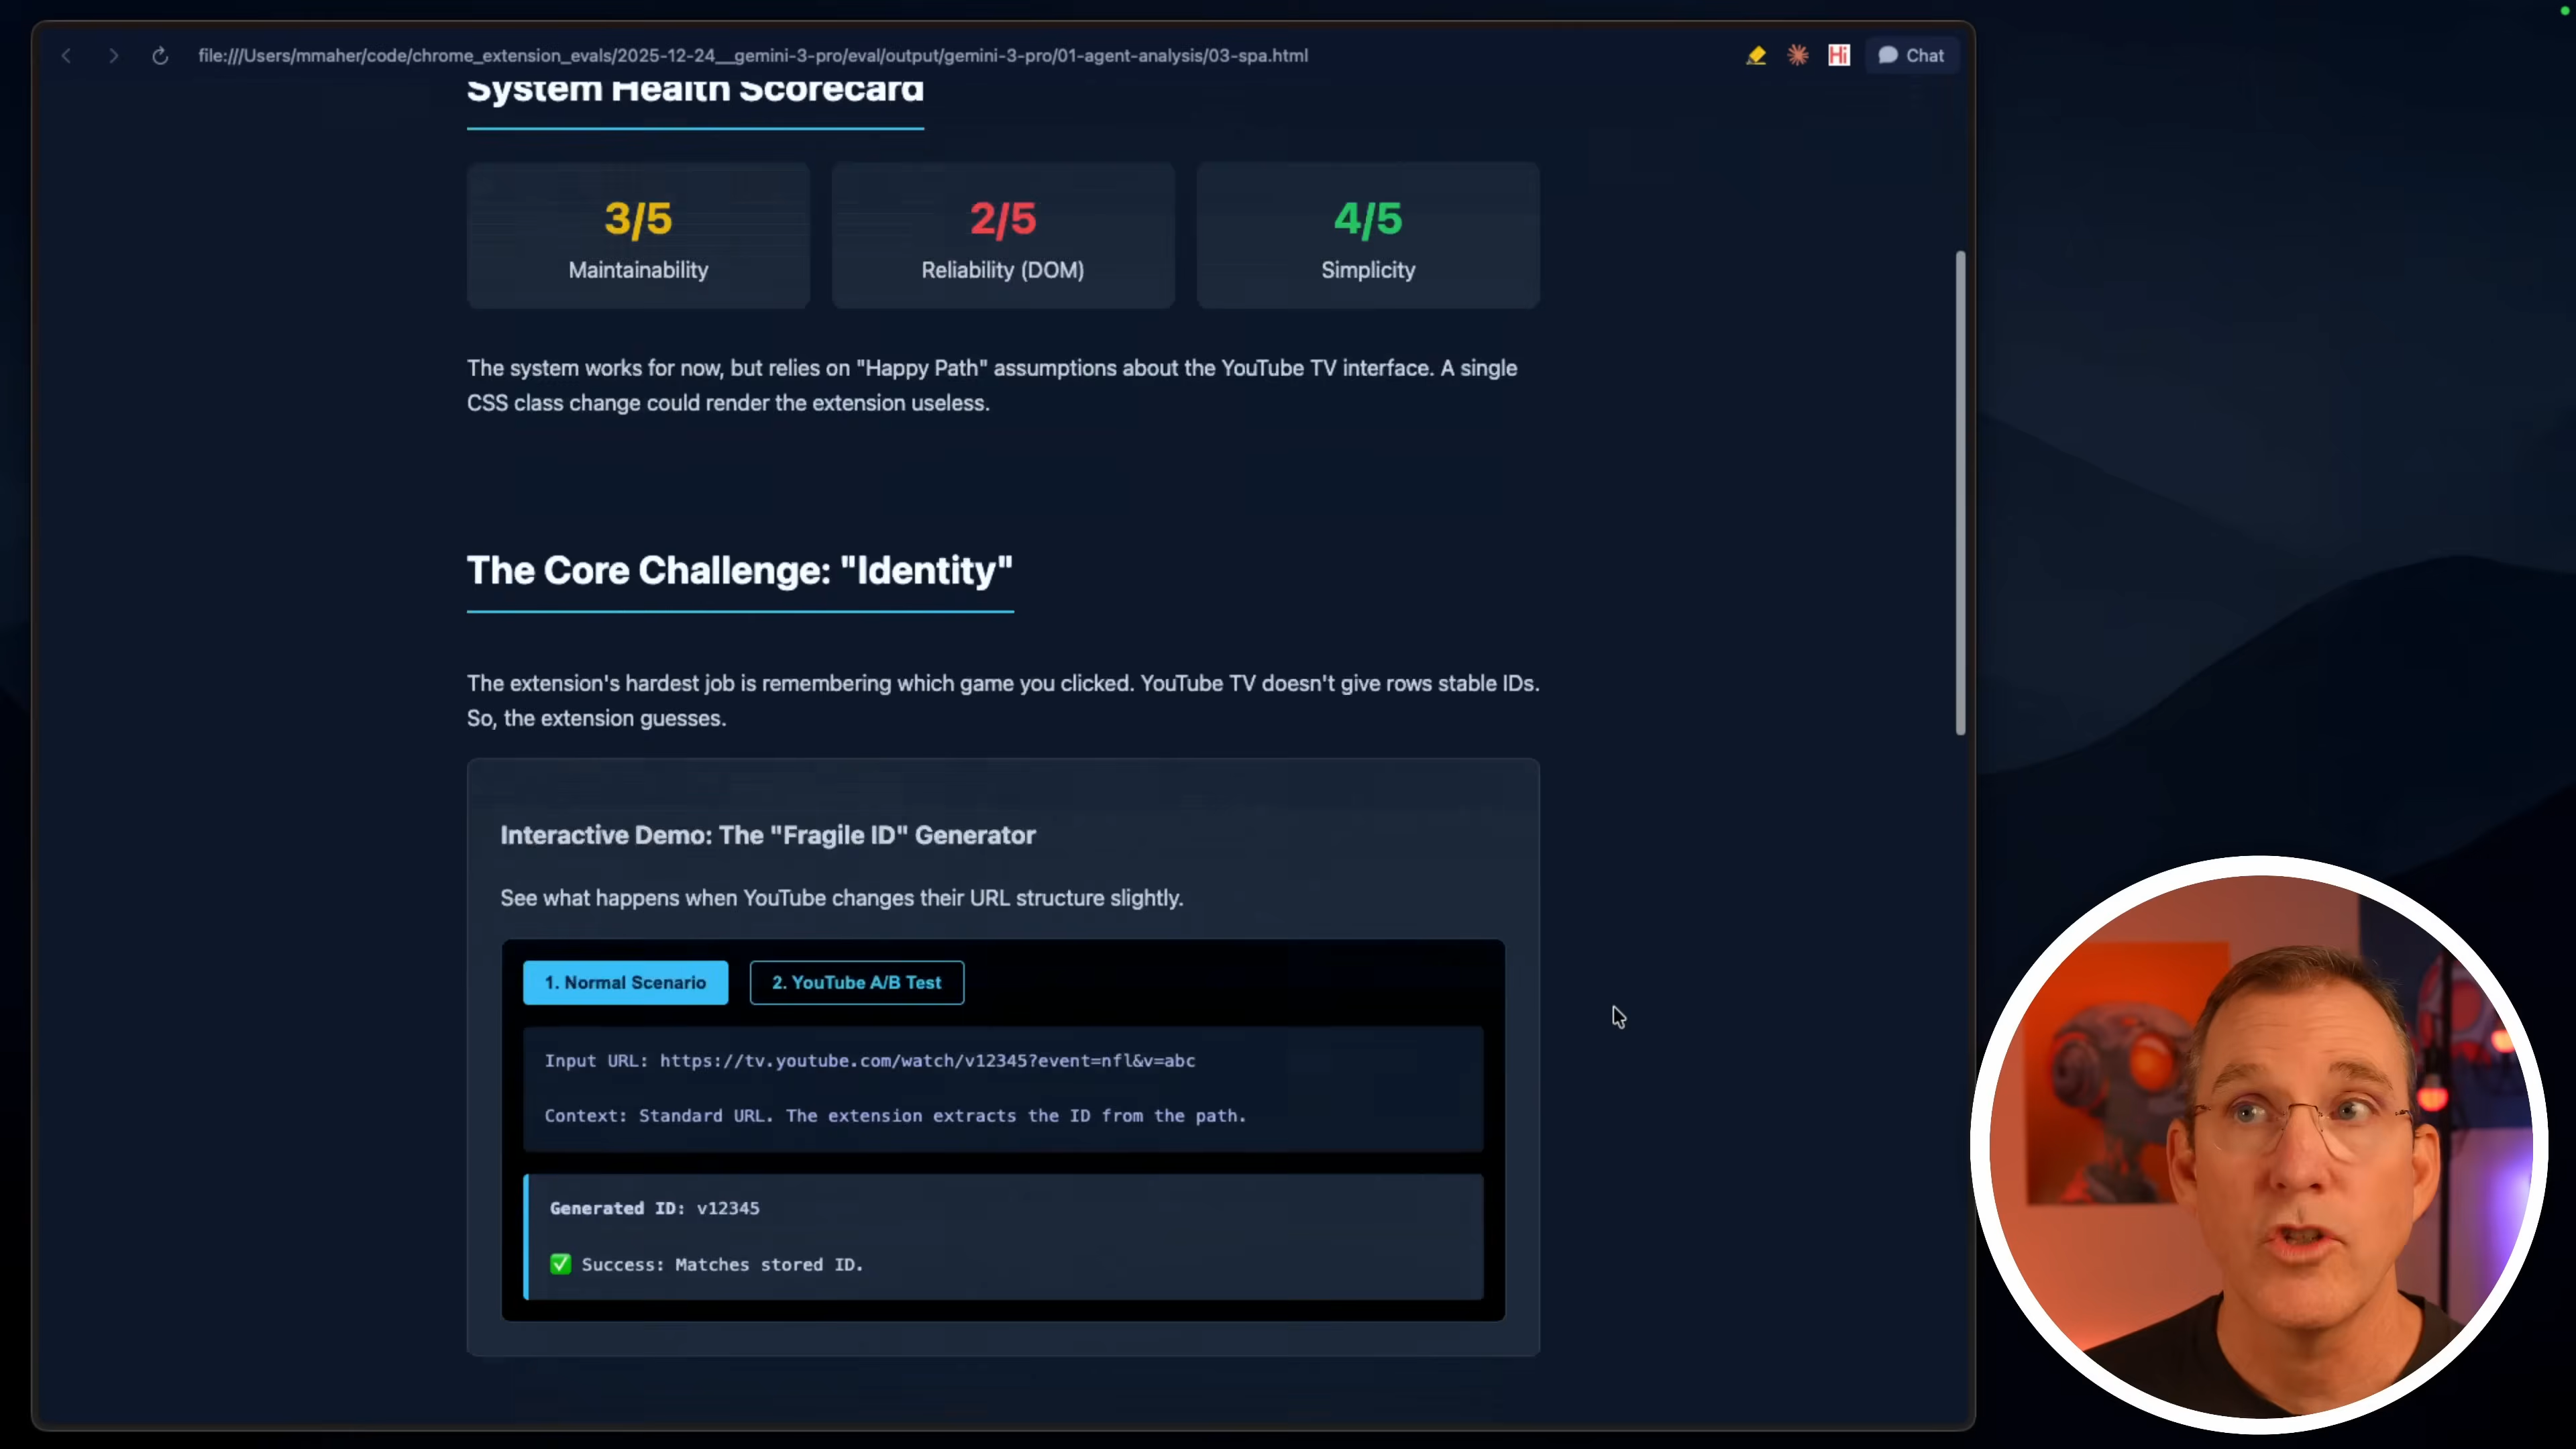 file:///Users/mmaher/code/chrome_extension_evals/2025-12-24__gemini-3-pro/eval/output/gemini-3-pro/01-agent-analysis/03-spa.html
Hi
Chat
System Health Scorecard
3/5
Maintainability
2/5
Reliability (DOM)
4/5
Simplicity
The system works for now, but relies on "Happy Path" assumptions about the YouTube TV interface. A single
CSS class change could render the extension useless.
The Core Challenge: "Identity"
The extension's hardest job is remembering which game you clicked. YouTube TV doesn't give rows stable IDs.
So, the extension guesses.
Interactive Demo: The "Fragile ID" Generator
See what happens when YouTube changes their URL structure slightly.
1. Normal Scenario
2. YouTube A/B Test
Input URL: https://tv.youtube.com/watch/v12345?event=nfl&v=abc
Context: Standard URL. The extension extracts the ID from the path.
Generated ID: v12345
✅ Success: Matches stored ID.